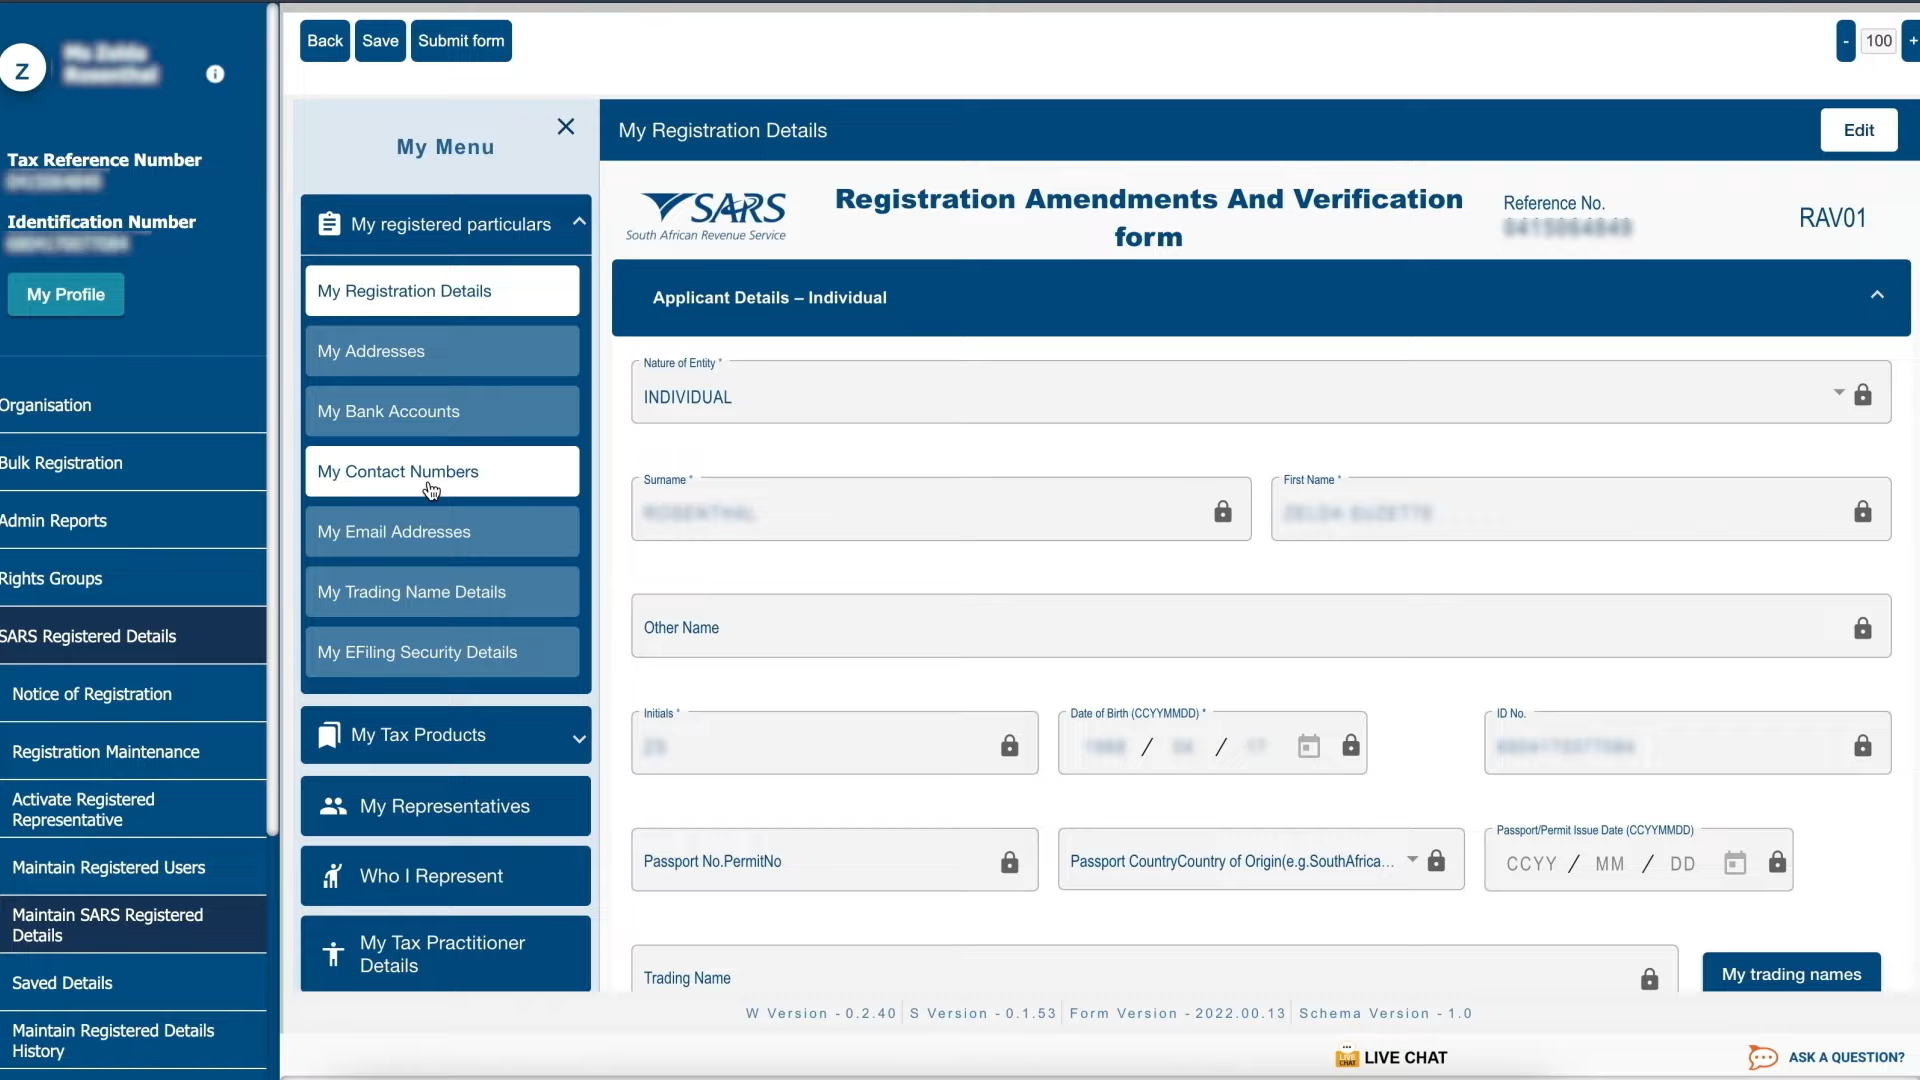 Back Save Submit form
- 100 +
Z
Tax Reference Number
Identification Number
My Profile
Organisation
Bulk Registration
Admin Reports
Rights Groups
SARS Registered Details
Notice of Registration
Registration Maintenance
Activate Registered
Representative
Maintain Registered Users
Maintain SARS Registered
Details
Saved Details
Maintain Registered Details
History
My Menu
My registered particulars
My Registration Details
My Addresses
My Bank Accounts
My Contact Numbers
My Email Addresses
My Trading Name Details
My EFiling Security Details
My Tax Products
My Representatives
Who I Represent
My Tax Practitioner
Details
My Registration Details
Edit
SARS
South African Revenue Service
Registration Amendments And Verification
form
Reference No.
RAV01
Applicant Details – Individual
Nature of Entity *
INDIVIDUAL
Surname *
First Name *
Other Name
Initials *
Date of Birth (CCYYMMDD) *
/ /
ID No.
Passport No.PermitNo
Passport CountryCountry of Origin(e.g.SouthAfrica...
Passport/Permit Issue Date (CCYYMMDD)
CCYY / MM / DD
Trading Name
My trading names
W Version - 0.2.40 S Version - 0.1.53 Form Version - 2022.00.13 Schema Version - 1.0
LIVE CHAT LIVE CHAT
ASK A QUESTION?